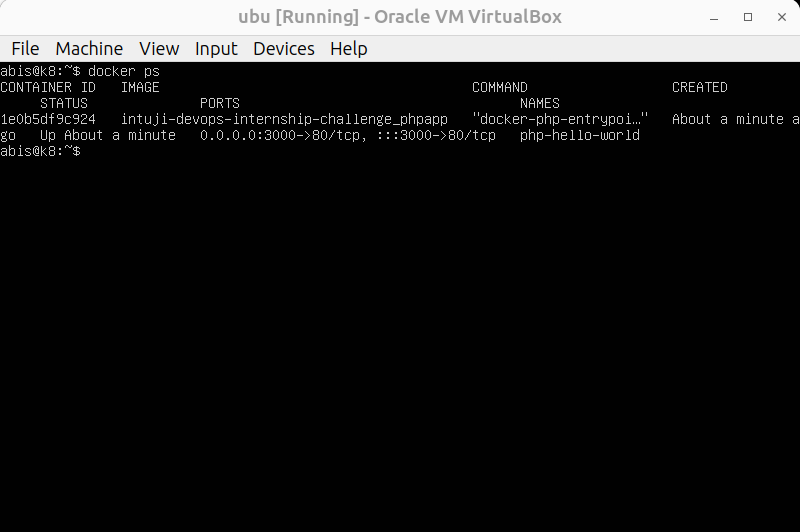 ubu [Running] - Oracle VM VirtualBox
File Machine View Input Devices Help
abis@k8:~$ docker ps
CONTAINER ID   IMAGE                                       COMMAND                  CREATED
     STATUS              PORTS                                   NAMES
1e0b5df9c924   intuji-devops-internship-challenge_phpapp   "docker-php-entrypoi…"   About a minute a
go   Up About a minute   0.0.0.0:3000->80/tcp, :::3000->80/tcp   php-hello-world
abis@k8:~$